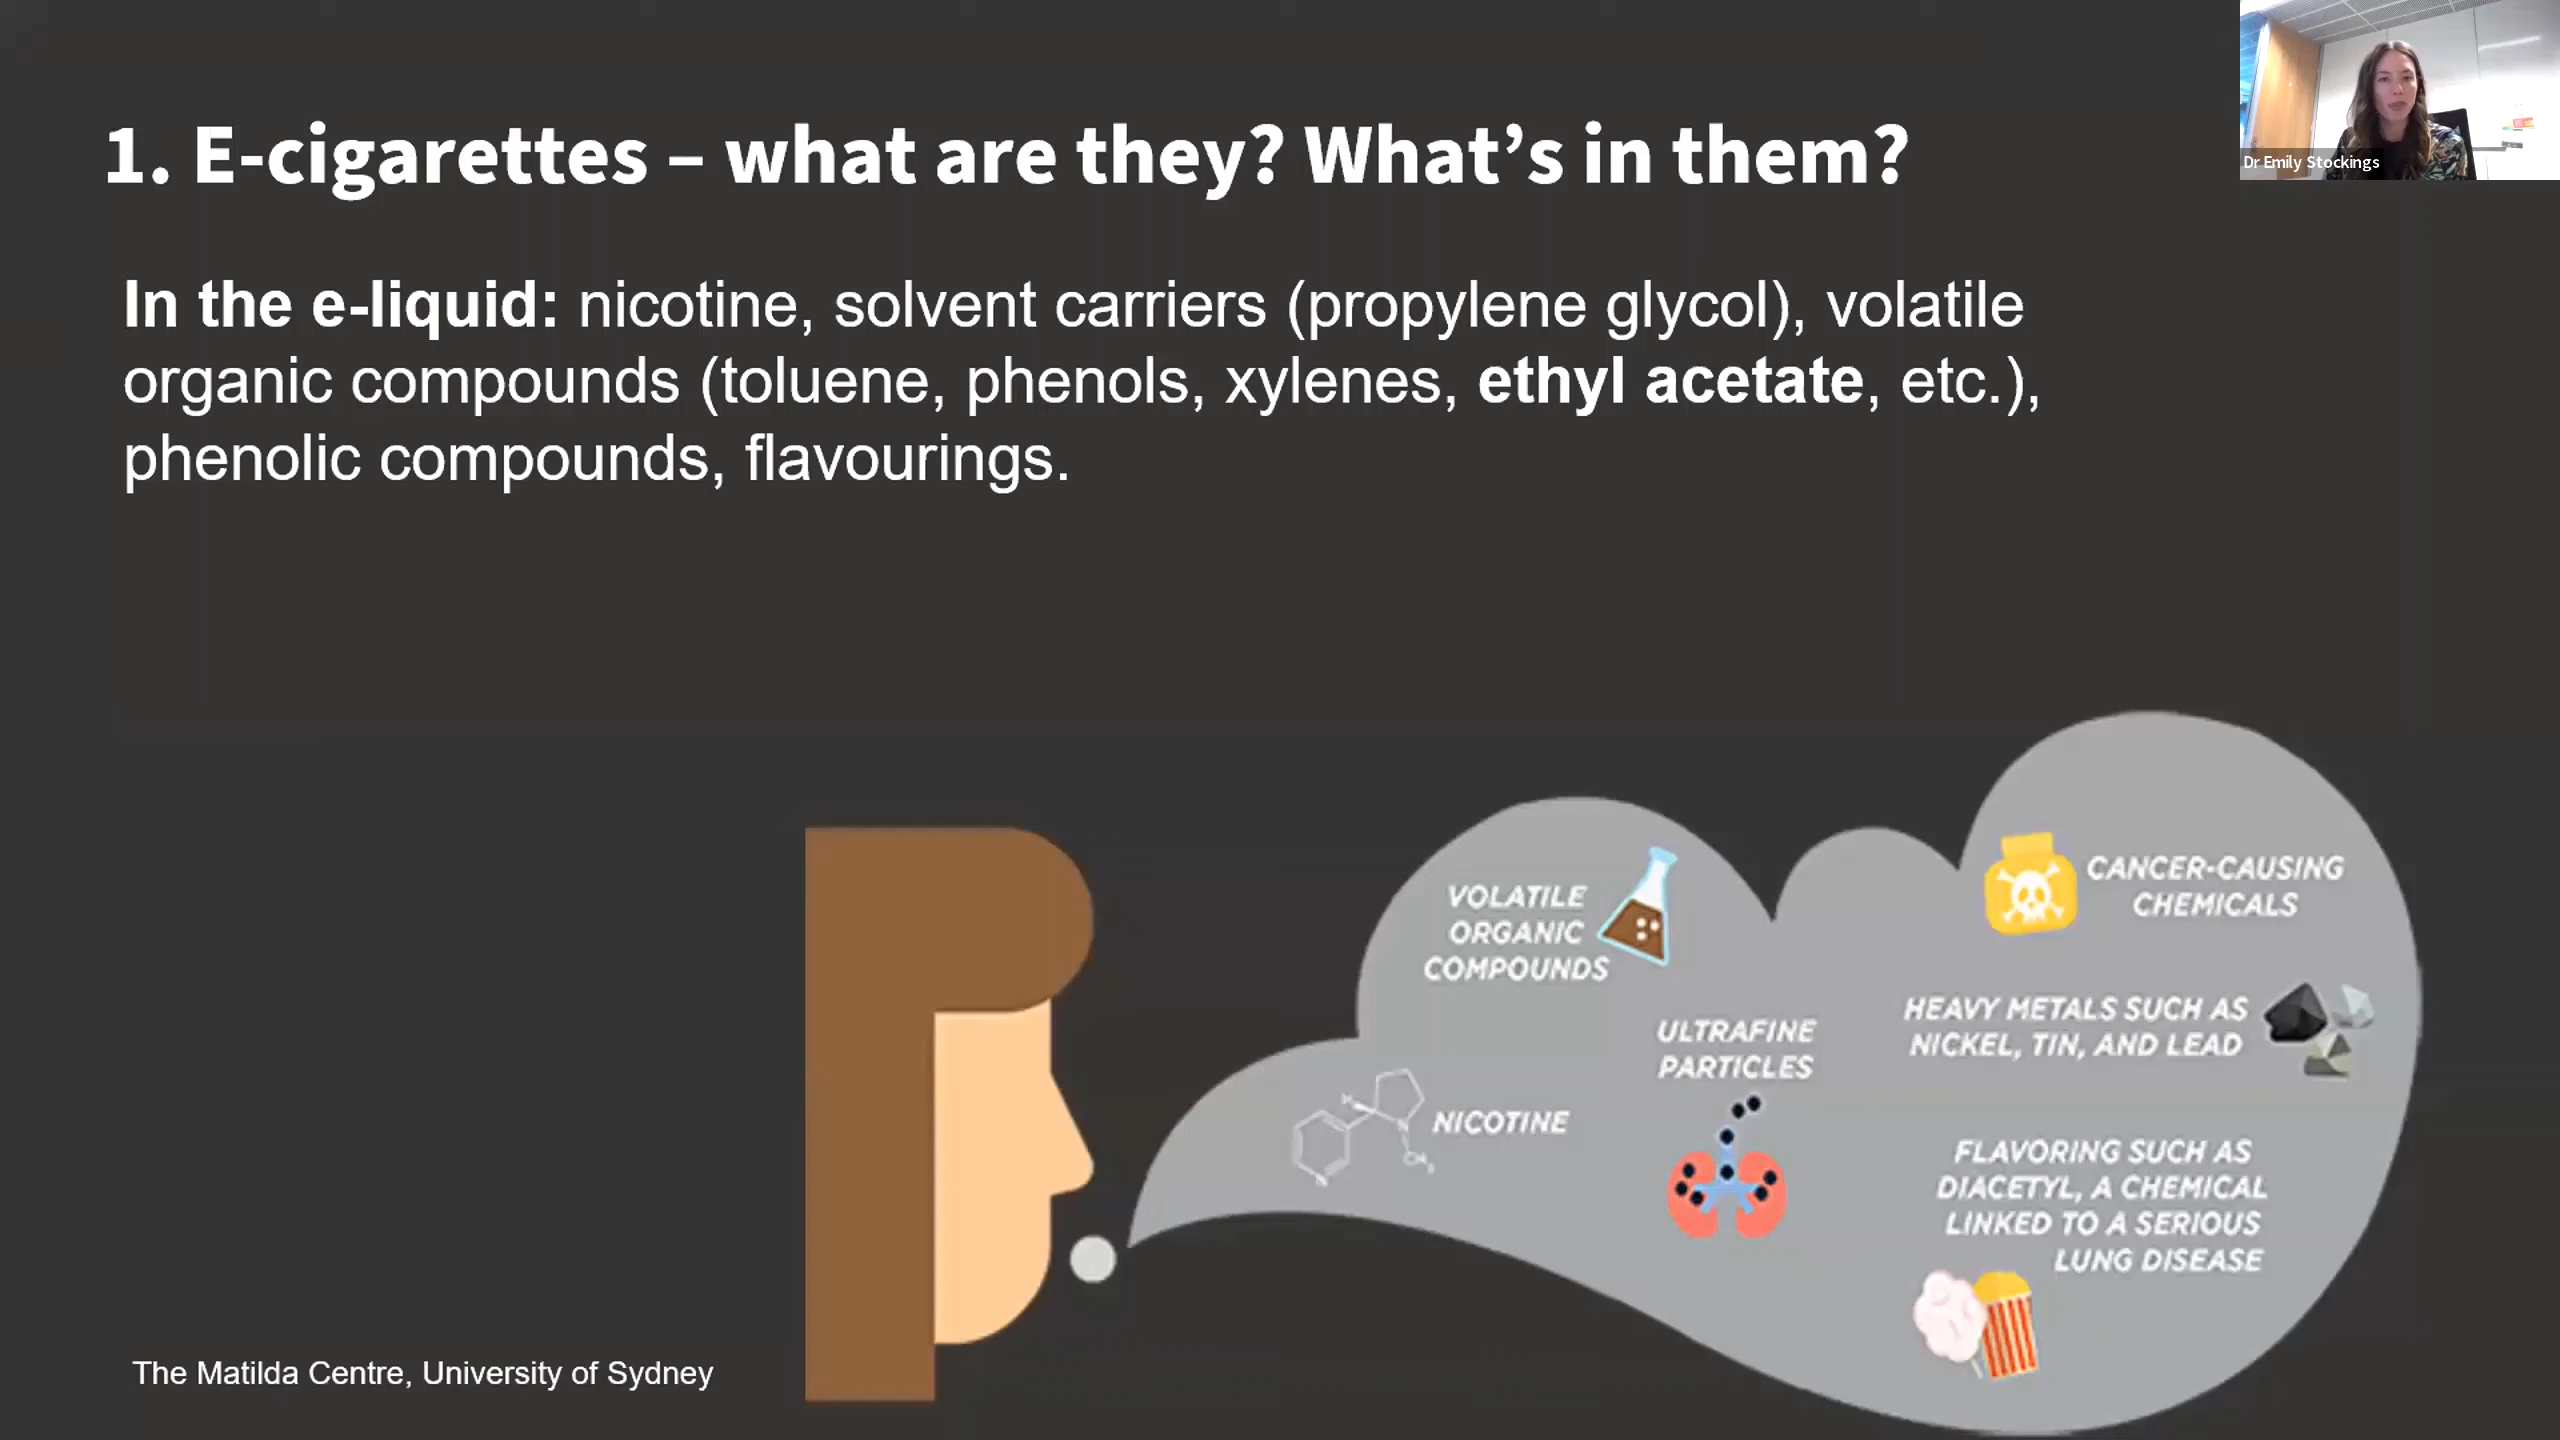 1. E-cigarettes – what are they? What’s in them?
Dr Emily Stockings
In the e-liquid: nicotine, solvent carriers (propylene glycol), volatile
organic compounds (toluene, phenols, xylenes, ethyl acetate, etc.),
phenolic compounds, flavourings.
VOLATILE
ORGANIC
COMPOUNDS
CANCER-CAUSING
CHEMICALS
ULTRAFINE
PARTICLES
HEAVY METALS SUCH AS
NICKEL, TIN, AND LEAD
H
N
CH3
N
NICOTINE
FLAVORING SUCH AS
DIACETYL, A CHEMICAL
LINKED TO A SERIOUS
LUNG DISEASE
The Matilda Centre, University of Sydney